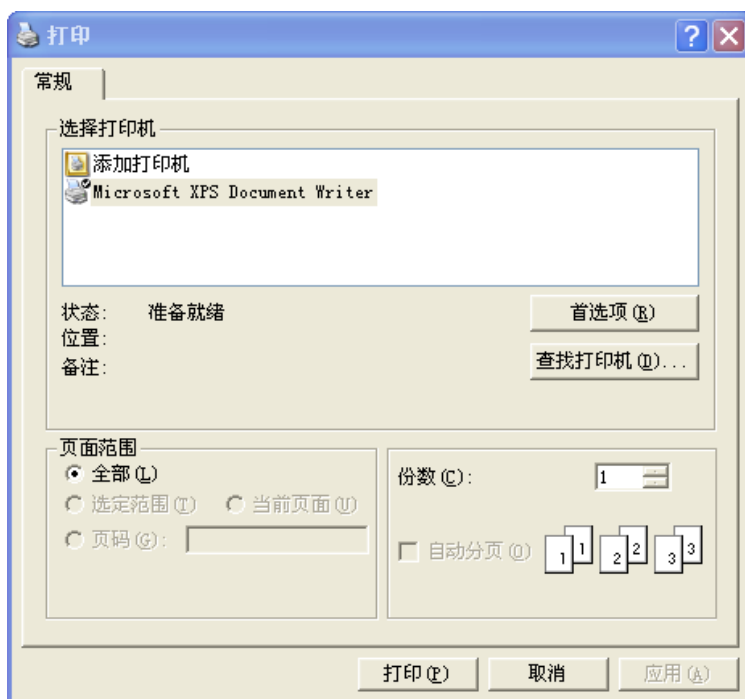 打印
常规
选择打印机
添加打印机
Microsoft XPS Document Writer
状态: 准备就绪
位置:
备注:
首选项(R)
查找打印机(D)...
页面范围
全部(L)
选定范围(T) 当前页面(U)
页码(G):
份数(C): 1
自动分页(O) 1 1 2 2 3 3
打印(P) 取消 应用(A)